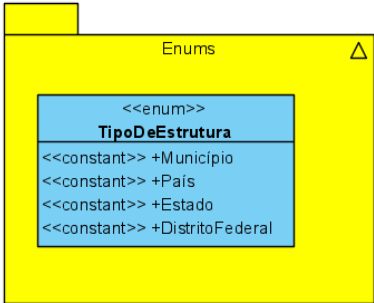 Enums
<<enum>>
TipoDeEstrutura
<<constant>> +Município
<<constant>> +País
<<constant>> +Estado
<<constant>> +DistritoFederal